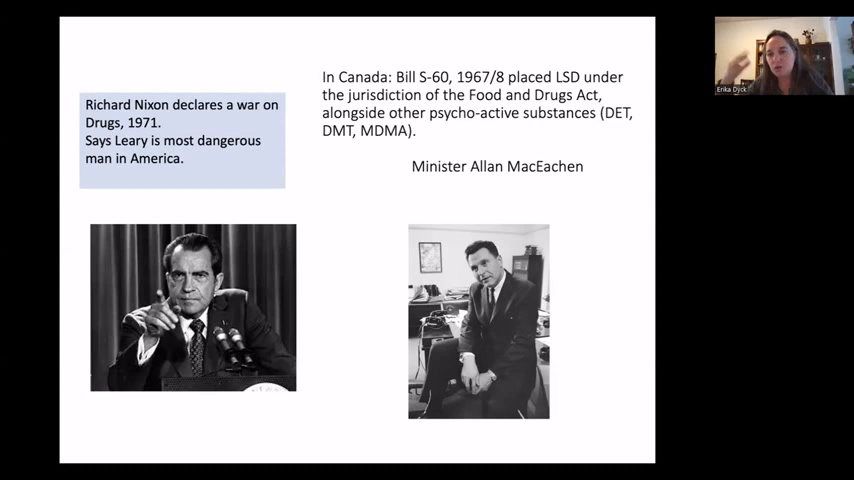 Richard Nixon declares a war on
Drugs, 1971.
Says Leary is most dangerous
man in America.
In Canada: Bill S-60, 1967/8 placed LSD under
the jurisdiction of the Food and Drugs Act,
alongside other psycho-active substances (DET,
DMT, MDMA).
Minister Allan MacEachen
Erika Dyck